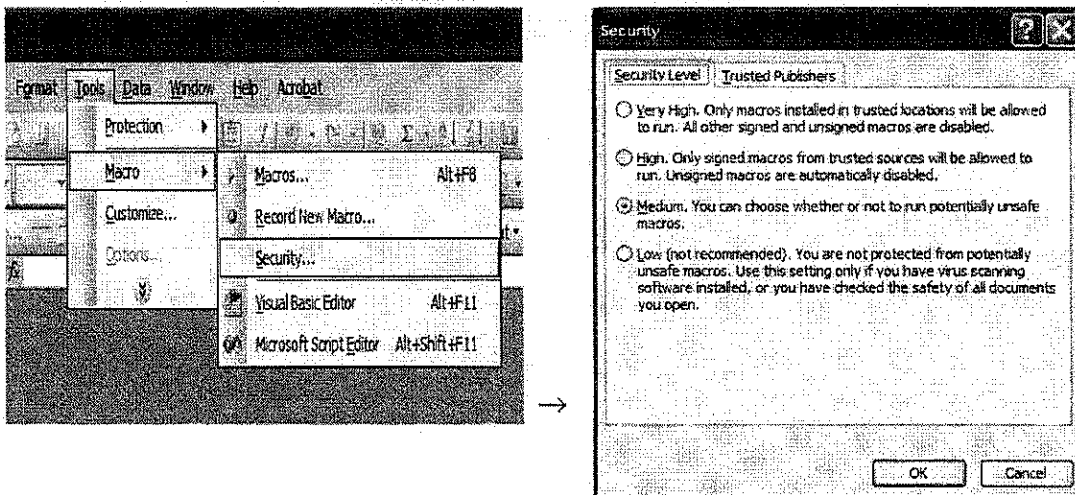 Format Tools Data Window Help Acrobat
Protection
Macro
Customize...
Options...
Macros... Alt+F8
Record New Macro...
Security...
Visual Basic Editor Alt+F11
Microsoft Script Editor Alt+Shift+F11
→
Security
Security Level Trusted Publishers
Very High. Only macros installed in trusted locations will be allowed
to run. All other signed and unsigned macros are disabled.
High. Only signed macros from trusted sources will be allowed to
run. Unsigned macros are automatically disabled.
Medium. You can choose whether or not to run potentially unsafe
macros.
Low (not recommended). You are not protected from potentially
unsafe macros. Use this setting only if you have virus scanning
software installed, or you have checked the safety of all documents
you open.
OK Cancel